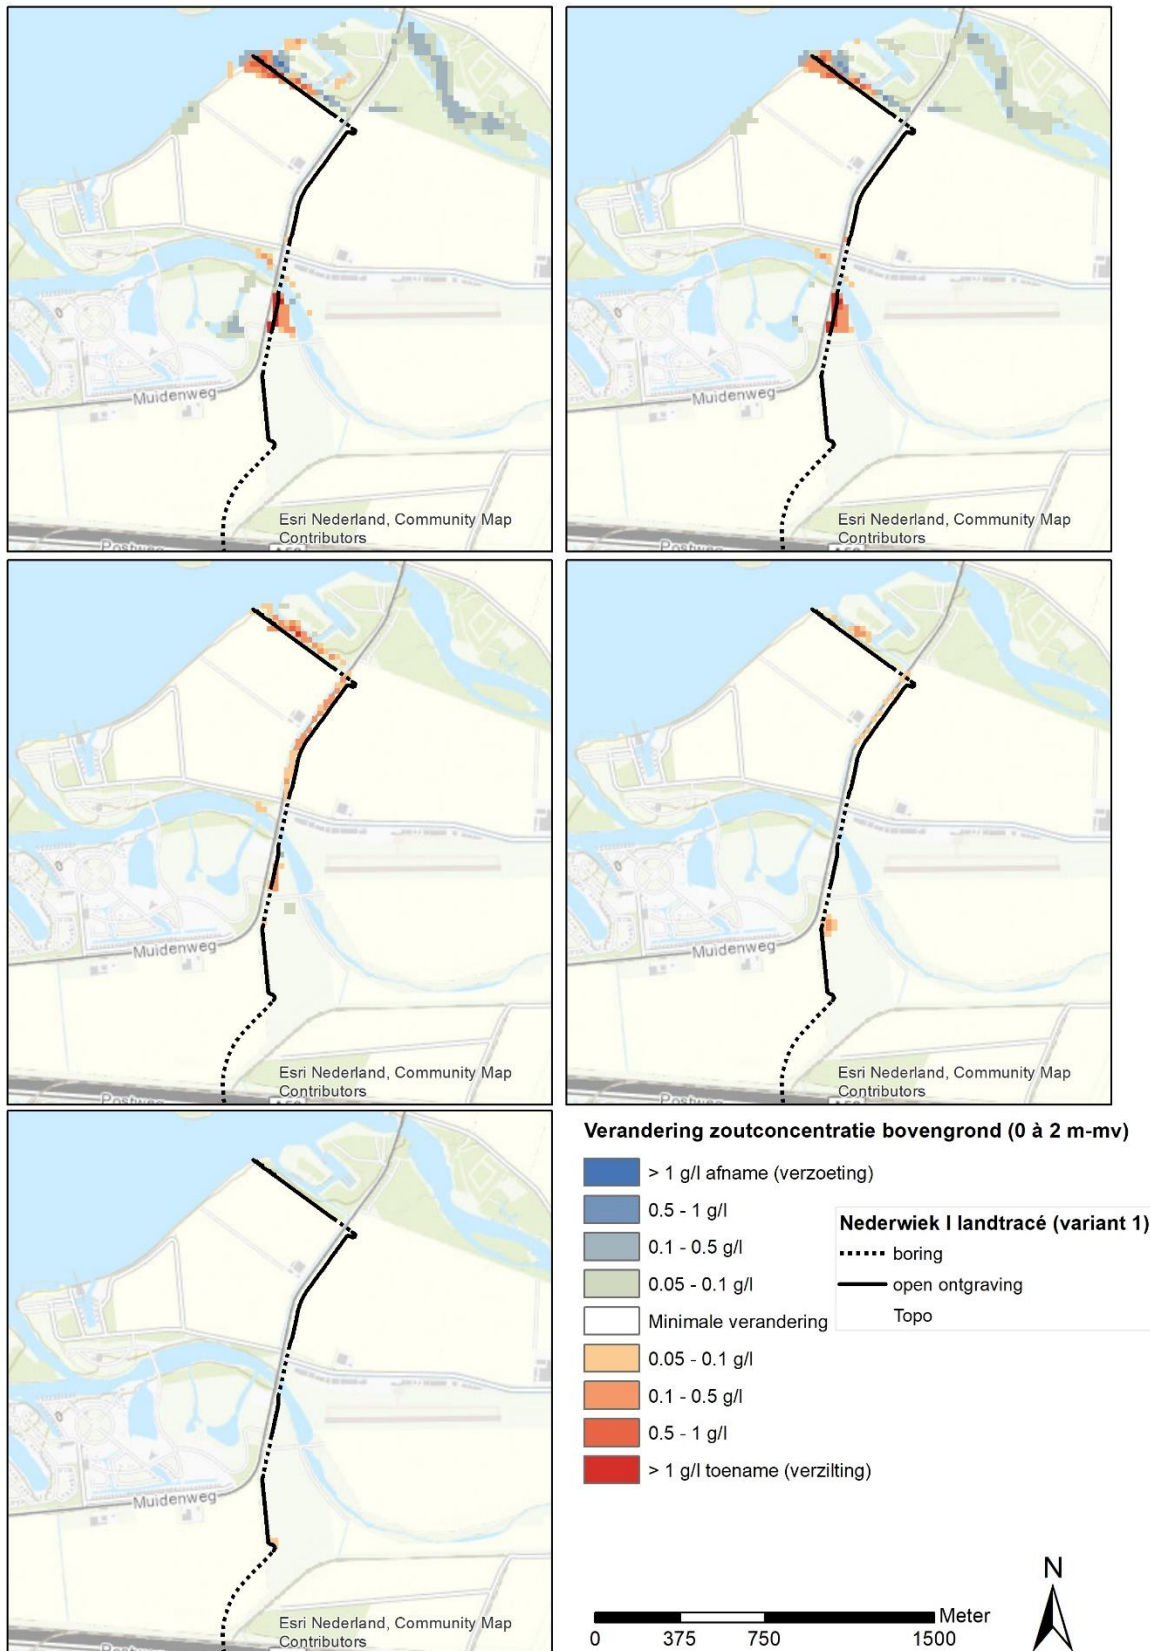 Muidenweg
Esri Nederland, Community Map
Contributors
Postweg
Muidenweg
Esri Nederland, Community Map
Contributors
Postweg
Muidenweg
Esri Nederland, Community Map
Contributors
Postweg
Muidenweg
Esri Nederland, Community Map
Contributors
Postweg
Muidenweg
Esri Nederland, Community Map
Contributors
Verandering zoutconcentratie bovengrond (0 à 2 m-mv)
> 1 g/l afname (verzoeting)
0.5 - 1 g/l
0.1 - 0.5 g/l
0.05 - 0.1 g/l
Minimale verandering
0.05 - 0.1 g/l
0.1 - 0.5 g/l
0.5 - 1 g/l
> 1 g/l toename (verzilting)
Nederwiek I landtracé (variant 1)
boring
open ontgraving
Topo
N
Meter
0 375 750 1500